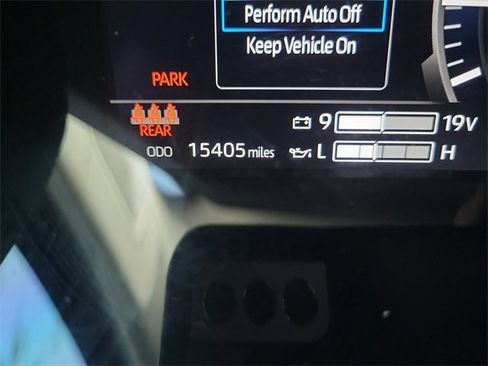 Perform Auto Off
Keep Vehicle On
PARK
9 19V
REAR
ODO 15405 miles L H